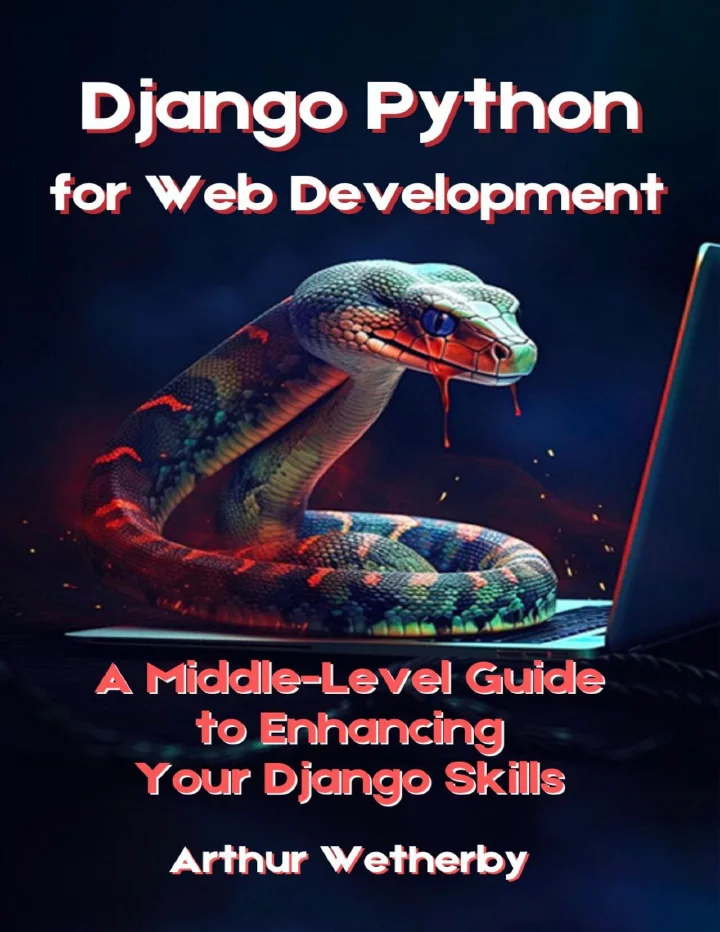 Django Python
for Web Development
A Middle-Level Guide
to Enhancing
Your Django Skills
Arthur Wetherby